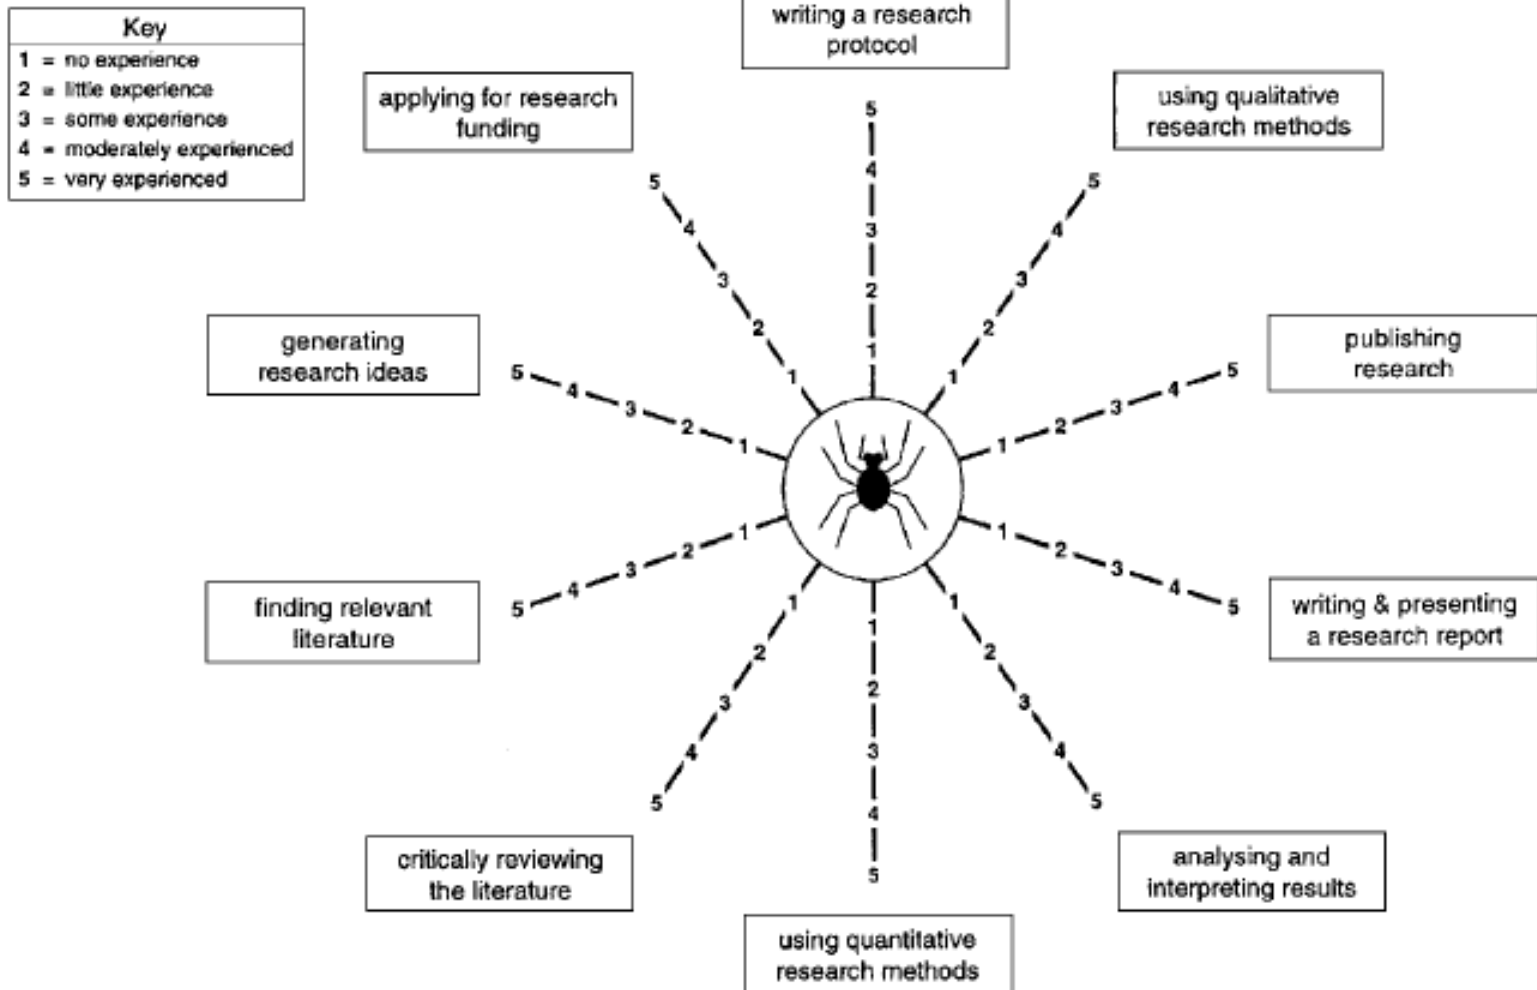 Key
1 = no experience
2 = little experience
3 = some experience
4 = moderately experienced
5 = very experienced
writing a research
protocol
5
4
3
2
1
using qualitative
research methods
5
4
3
2
1
publishing
research
1 2 3 4 5
writing & presenting
a research report
1 2 3 4 5
analysing and
interpreting results
1
2
3
4
5
using quantitative
research methods
1
2
3
4
5
critically reviewing
the literature
1
2
3
4
5
finding relevant
literature
5 4 3 2 1
generating
research ideas
5 4 3 2 1
applying for research
funding
5
4
3
2
1